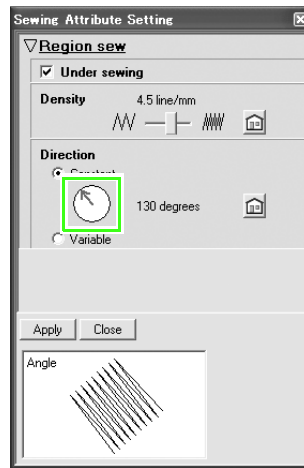 Sewing Attribute Setting
Region sew
Under sewing
Density 4.5 line/mm
Direction
Constant
130 degrees
Variable
Apply Close
Angle